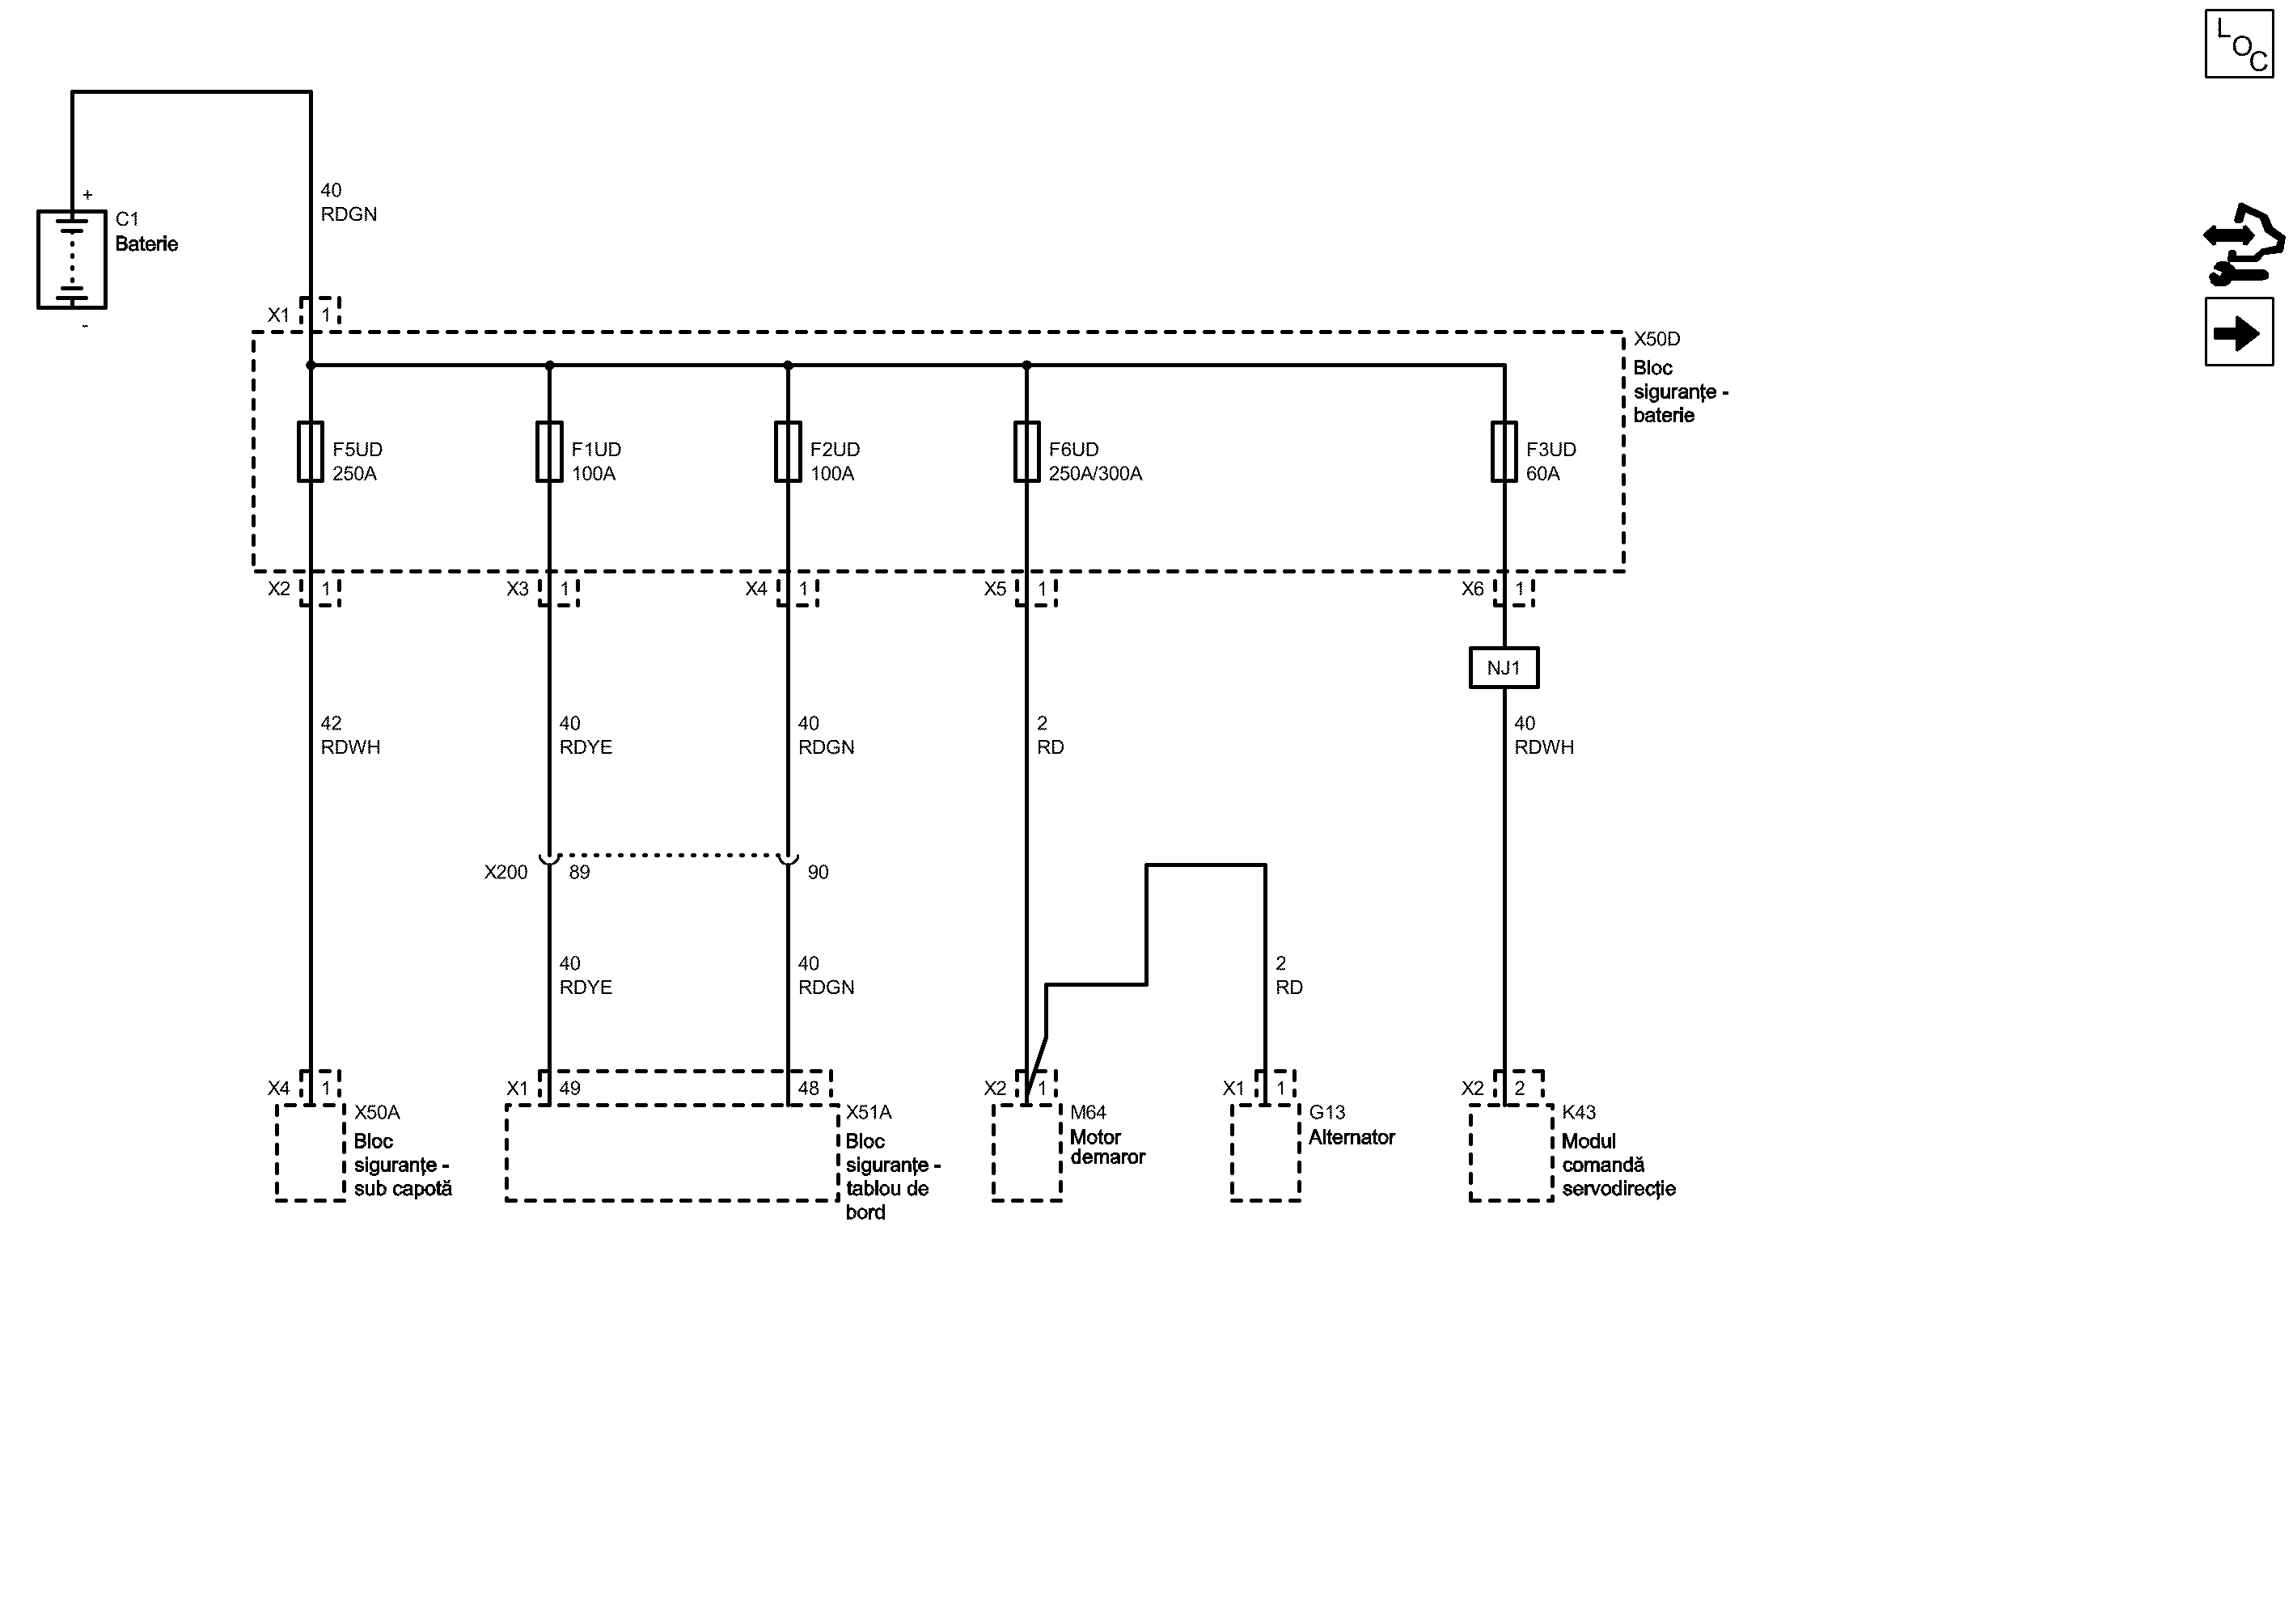 LOC
40
RDGN
+
C1
Baterie
-
X1 1
X50D
Bloc
siguranțe -
baterie
F5UD
250A
F1UD
100A
F2UD
100A
F6UD
250A/300A
F3UD
60A
X2 1
X3 1
X4 1
X5 1
X6 1
NJ1
42
RDWH
40
RDYE
40
RDGN
2
RD
40
RDWH
X200 89
90
40
RDYE
40
RDGN
2
RD
X4 1
X1 49
48
X2 1
X1 1
X2 2
X50A
Bloc
siguranțe -
sub capotă
X51A
Bloc
siguranțe -
tablou de
bord
M64
Motor
demaror
G13
Alternator
K43
Modul
comandă
servodirecție